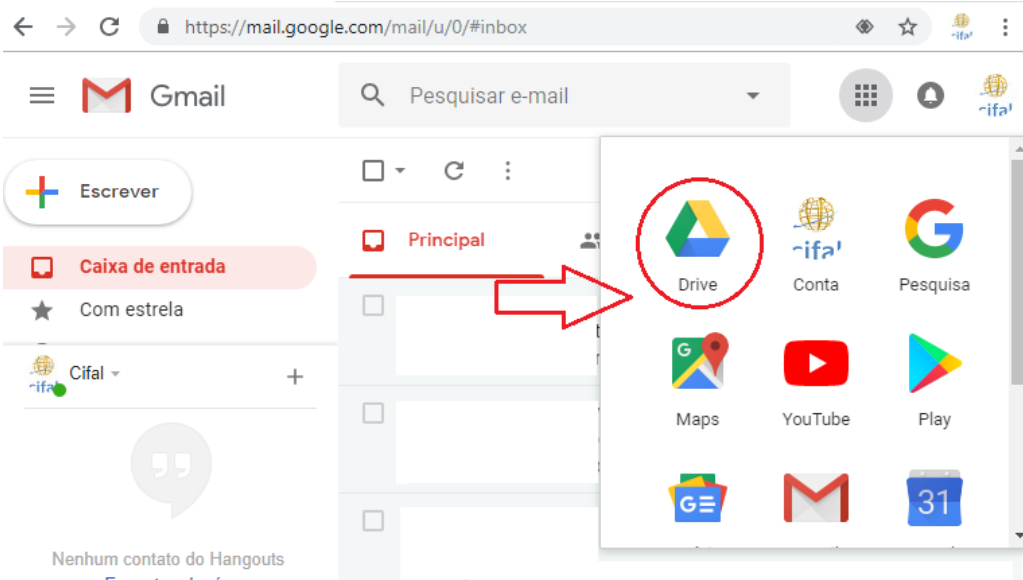 https://mail.google.com/mail/u/0/#inbox
Gmail
Pesquisar e-mail
cifal
Escrever
Principal
Caixa de entrada
Com estrela
Cifal
Nenhum contato do Hangouts
Drive
cifal
Conta
Pesquisa
G
Maps
YouTube
Play
31